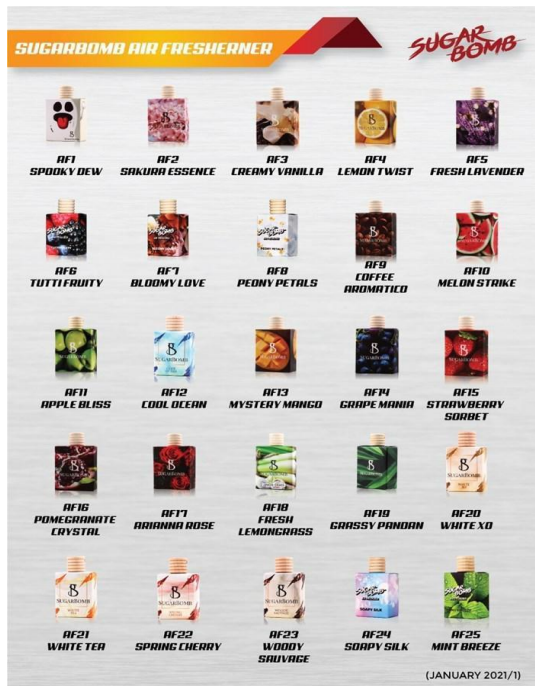 SUGARBOMB AIR FRESHERNER
SUGAR
BOMB
AF1
SPOOKY DEW
AF2
SAKURA ESSENCE
AF3
CREAMY VANILLA
AF4
LEMON TWIST
AF5
FRESH LAVENDER
AF6
TUTTI FRUITY
AF7
BLOOMY LOVE
AF8
PEONY PETALS
AF9
COFFEE
AROMATICO
AF10
MELON STRIKE
AF11
APPLE BLISS
AF12
COOL OCEAN
AF13
MYSTERY MANGO
AF14
GRAPE MANIA
AF15
STRAWBERRY
SORBET
AF16
POMEGRANATE
CRYSTAL
AF17
ARIANNA ROSE
AF18
FRESH
LEMONGRASS
AF19
GRASSY PANDAN
AF20
WHITE XO
AF21
WHITE TEA
AF22
SPRING CHERRY
AF23
WOODY
SAUVAGE
AF24
SOAPY SILK
AF25
MINT BREEZE
(JANUARY 2021/1)